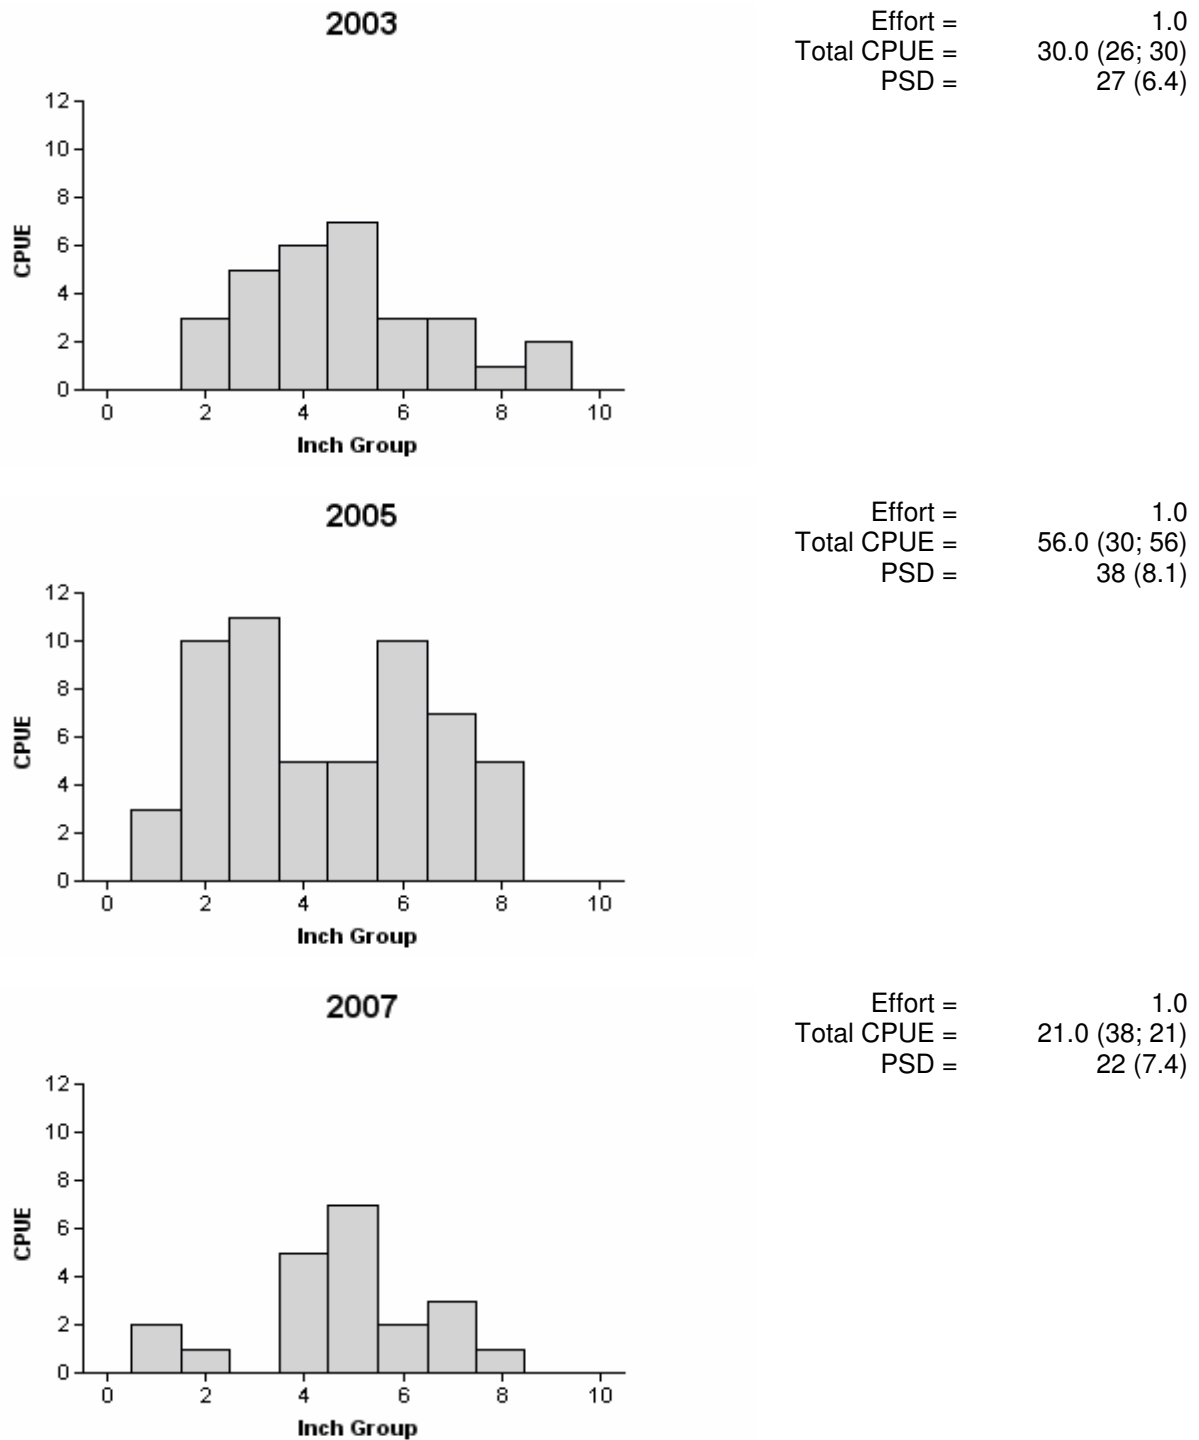 2003
Effort = 1.0
Total CPUE = 30.0 (26; 30)
PSD = 27 (6.4)
12
10
8
6
4
2
0
CPUE
0 2 4 6 8 10
Inch Group
2005
Effort = 1.0
Total CPUE = 56.0 (30; 56)
PSD = 38 (8.1)
12
10
8
6
4
2
0
CPUE
0 2 4 6 8 10
Inch Group
2007
Effort = 1.0
Total CPUE = 21.0 (38; 21)
PSD = 22 (7.4)
12
10
8
6
4
2
0
CPUE
0 2 4 6 8 10
Inch Group